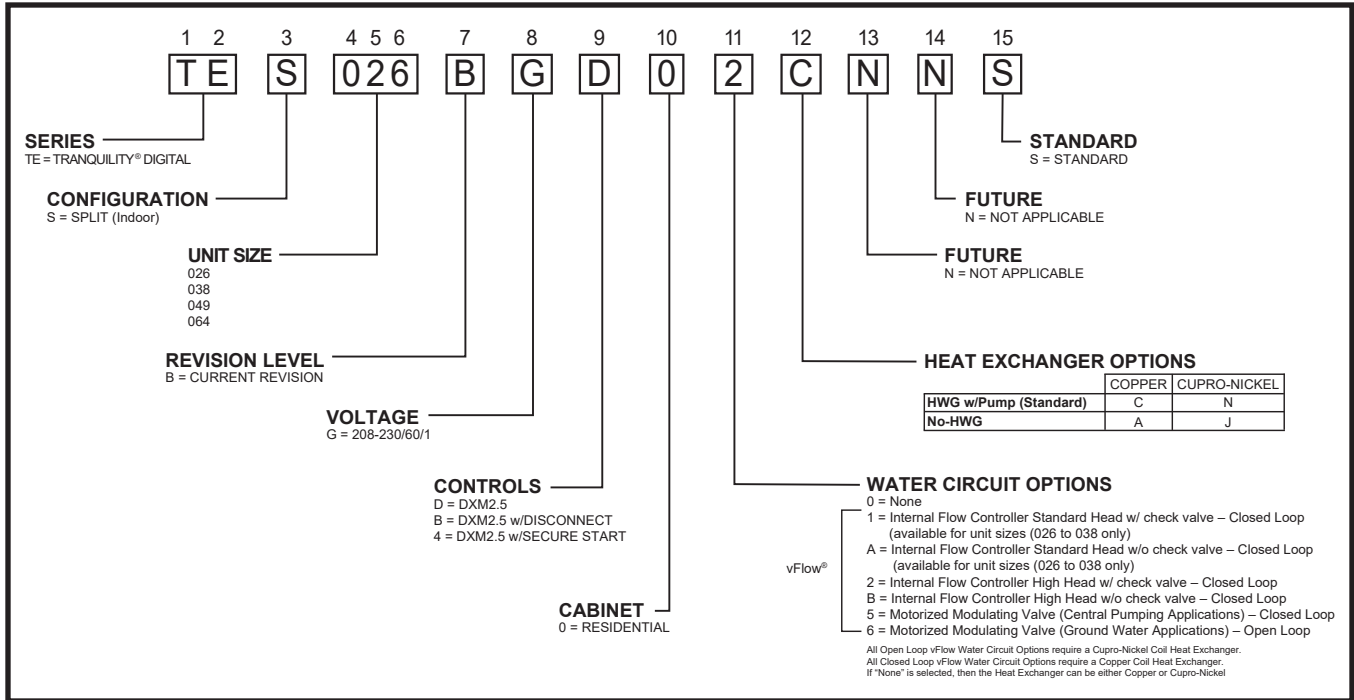 1 2 3 4 5 6 7 8 9 10 11 12 13 14 15
T E S 0 2 6 B G D 0 2 C N N S
SERIES
TE = TRANQUILITY® DIGITAL
CONFIGURATION
S = SPLIT (Indoor)
UNIT SIZE
026
038
049
064
REVISION LEVEL
B = CURRENT REVISION
VOLTAGE
G = 208-230/60/1
CONTROLS
D = DXM2.5
B = DXM2.5 w/DISCONNECT
4 = DXM2.5 w/SECURE START
CABINET
0 = RESIDENTIAL
STANDARD
S = STANDARD
FUTURE
N = NOT APPLICABLE
FUTURE
N = NOT APPLICABLE
HEAT EXCHANGER OPTIONS
COPPER CUPRO-NICKEL
HWG w/Pump (Standard) C N
No-HWG A J
WATER CIRCUIT OPTIONS
0 = None
1 = Internal Flow Controller Standard Head w/ check valve – Closed Loop
(available for unit sizes (026 to 038 only)
A = Internal Flow Controller Standard Head w/o check valve – Closed Loop
(available for unit sizes (026 to 038 only)
vFlow®
2 = Internal Flow Controller High Head w/ check valve – Closed Loop
B = Internal Flow Controller High Head w/o check valve – Closed Loop
5 = Motorized Modulating Valve (Central Pumping Applications) – Closed Loop
6 = Motorized Modulating Valve (Ground Water Applications) – Open Loop
All Open Loop vFlow Water Circuit Options require a Cupro-Nickel Coil Heat Exchanger.
All Closed Loop vFlow Water Circuit Options require a Copper Coil Heat Exchanger.
If "None" is selected, then the Heat Exchanger can be either Copper or Cupro-Nickel